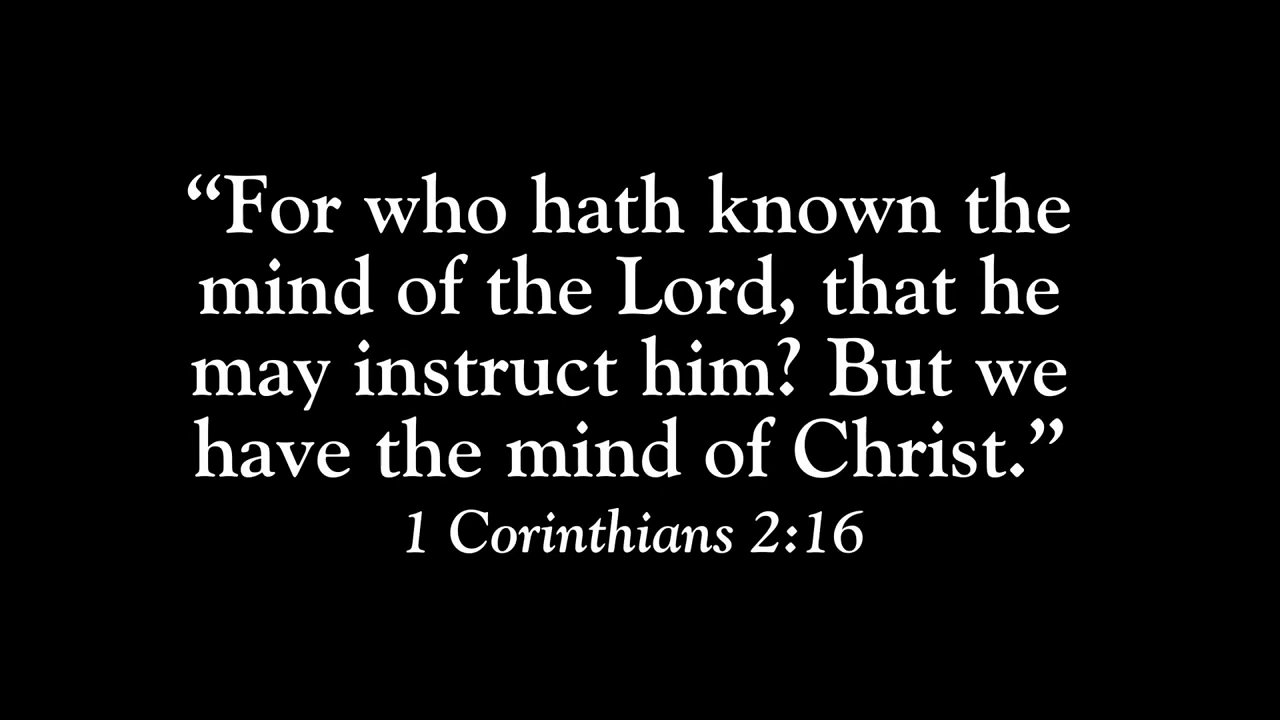 “For who hath known the
mind of the Lord, that he
may instruct him? But we
have the mind of Christ.”
1 Corinthians 2:16